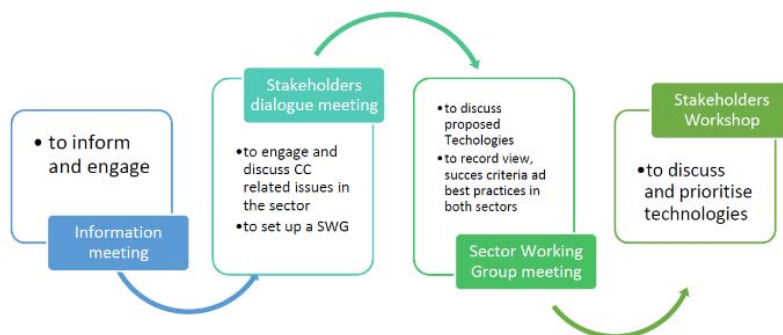 • to inform
and engage
Information
meeting
Stakeholders
dialogue meeting
•to engage and
discuss CC
related issues in
the sector
•to set up a SWG
•to discuss
proposed
Techologies
•to record view,
succes criteria ad
best practices in
both sectors
Sector Working
Group meeting
Stakeholders
Workshop
•to discuss
and prioritise
technologies